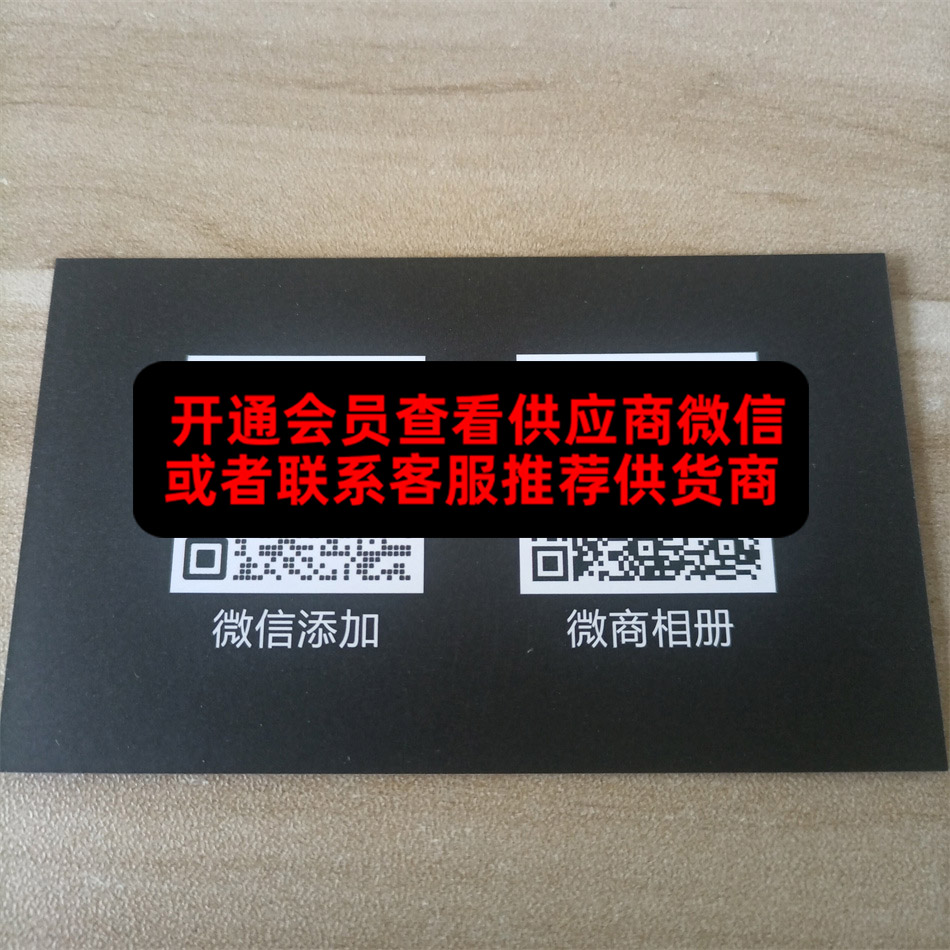 开通会员查看供应商微信
或者联系客服推荐供货商
微信添加 微商相册